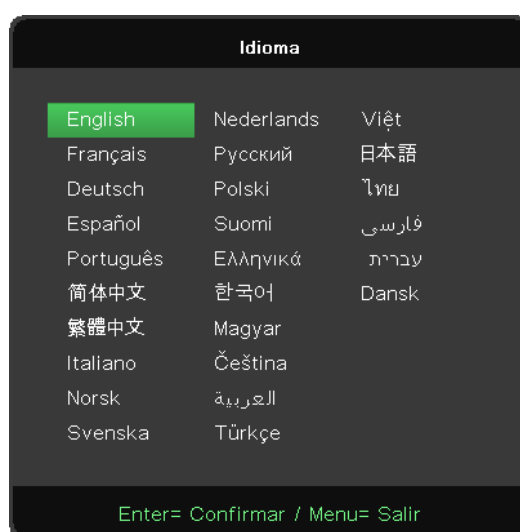 Idioma
English
Français
Deutsch
Español
Português
简体中文
繁體中文
Italiano
Norsk
Svenska
Nederlands
Русский
Polski
Suomi
Ελληνικά
한국어
Magyar
Čeština
العربية
Türkçe
Việt
日本語
ไทย
فارسی
עברית
Dansk
Enter= Confirmar / Menu= Salir